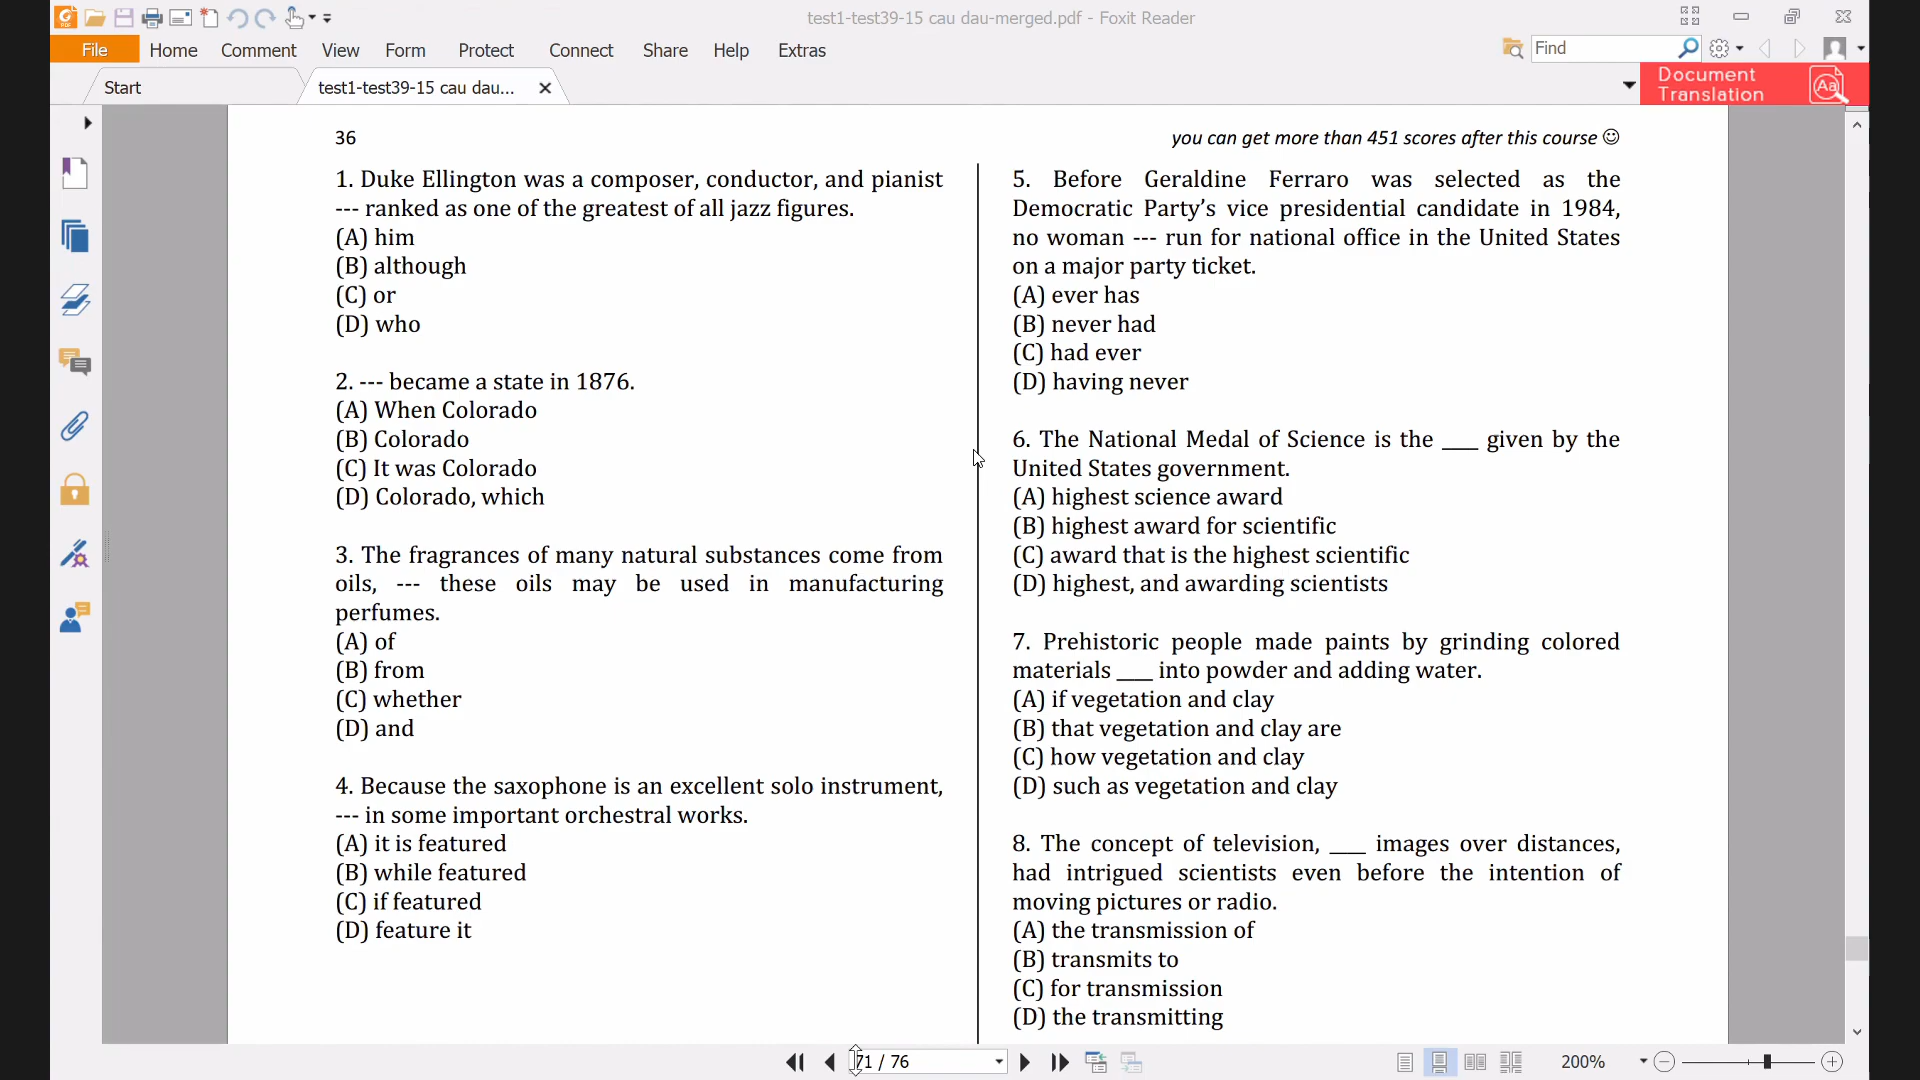 test1-test39-15 cau dau-merged.pdf - Foxit Reader
File Home Comment View Form Protect Connect Share Help Extras
Find
Start
test1-test39-15 cau dau...
Document
Translation
36
you can get more than 451 scores after this course ☺
1. Duke Ellington was a composer, conductor, and pianist
--- ranked as one of the greatest of all jazz figures.
(A) him
(B) although
(C) or
(D) who
2. --- became a state in 1876.
(A) When Colorado
(B) Colorado
(C) It was Colorado
(D) Colorado, which
3. The fragrances of many natural substances come from
oils, --- these oils may be used in manufacturing
perfumes.
(A) of
(B) from
(C) whether
(D) and
4. Because the saxophone is an excellent solo instrument,
--- in some important orchestral works.
(A) it is featured
(B) while featured
(C) if featured
(D) feature it
5. Before Geraldine Ferraro was selected as the
Democratic Party's vice presidential candidate in 1984,
no woman --- run for national office in the United States
on a major party ticket.
(A) ever has
(B) never had
(C) had ever
(D) having never
6. The National Medal of Science is the ___ given by the
United States government.
(A) highest science award
(B) highest award for scientific
(C) award that is the highest scientific
(D) highest, and awarding scientists
7. Prehistoric people made paints by grinding colored
materials ___ into powder and adding water.
(A) if vegetation and clay
(B) that vegetation and clay are
(C) how vegetation and clay
(D) such as vegetation and clay
8. The concept of television, ___ images over distances,
had intrigued scientists even before the intention of
moving pictures or radio.
(A) the transmission of
(B) transmits to
(C) for transmission
(D) the transmitting
71 / 76
200%